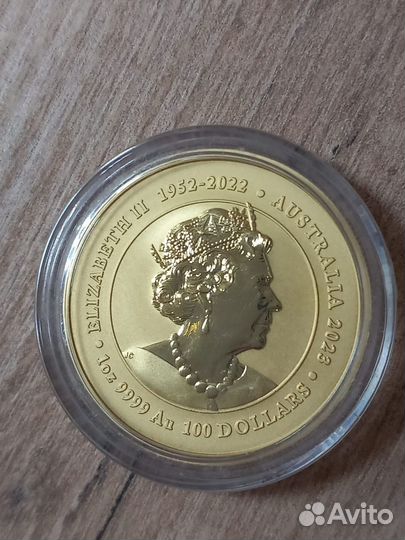 • ELIZABETH II 1952-2022 • AUSTRALIA 2023 •
1oz 9999 Au 100 DOLLARS
JC
Avito